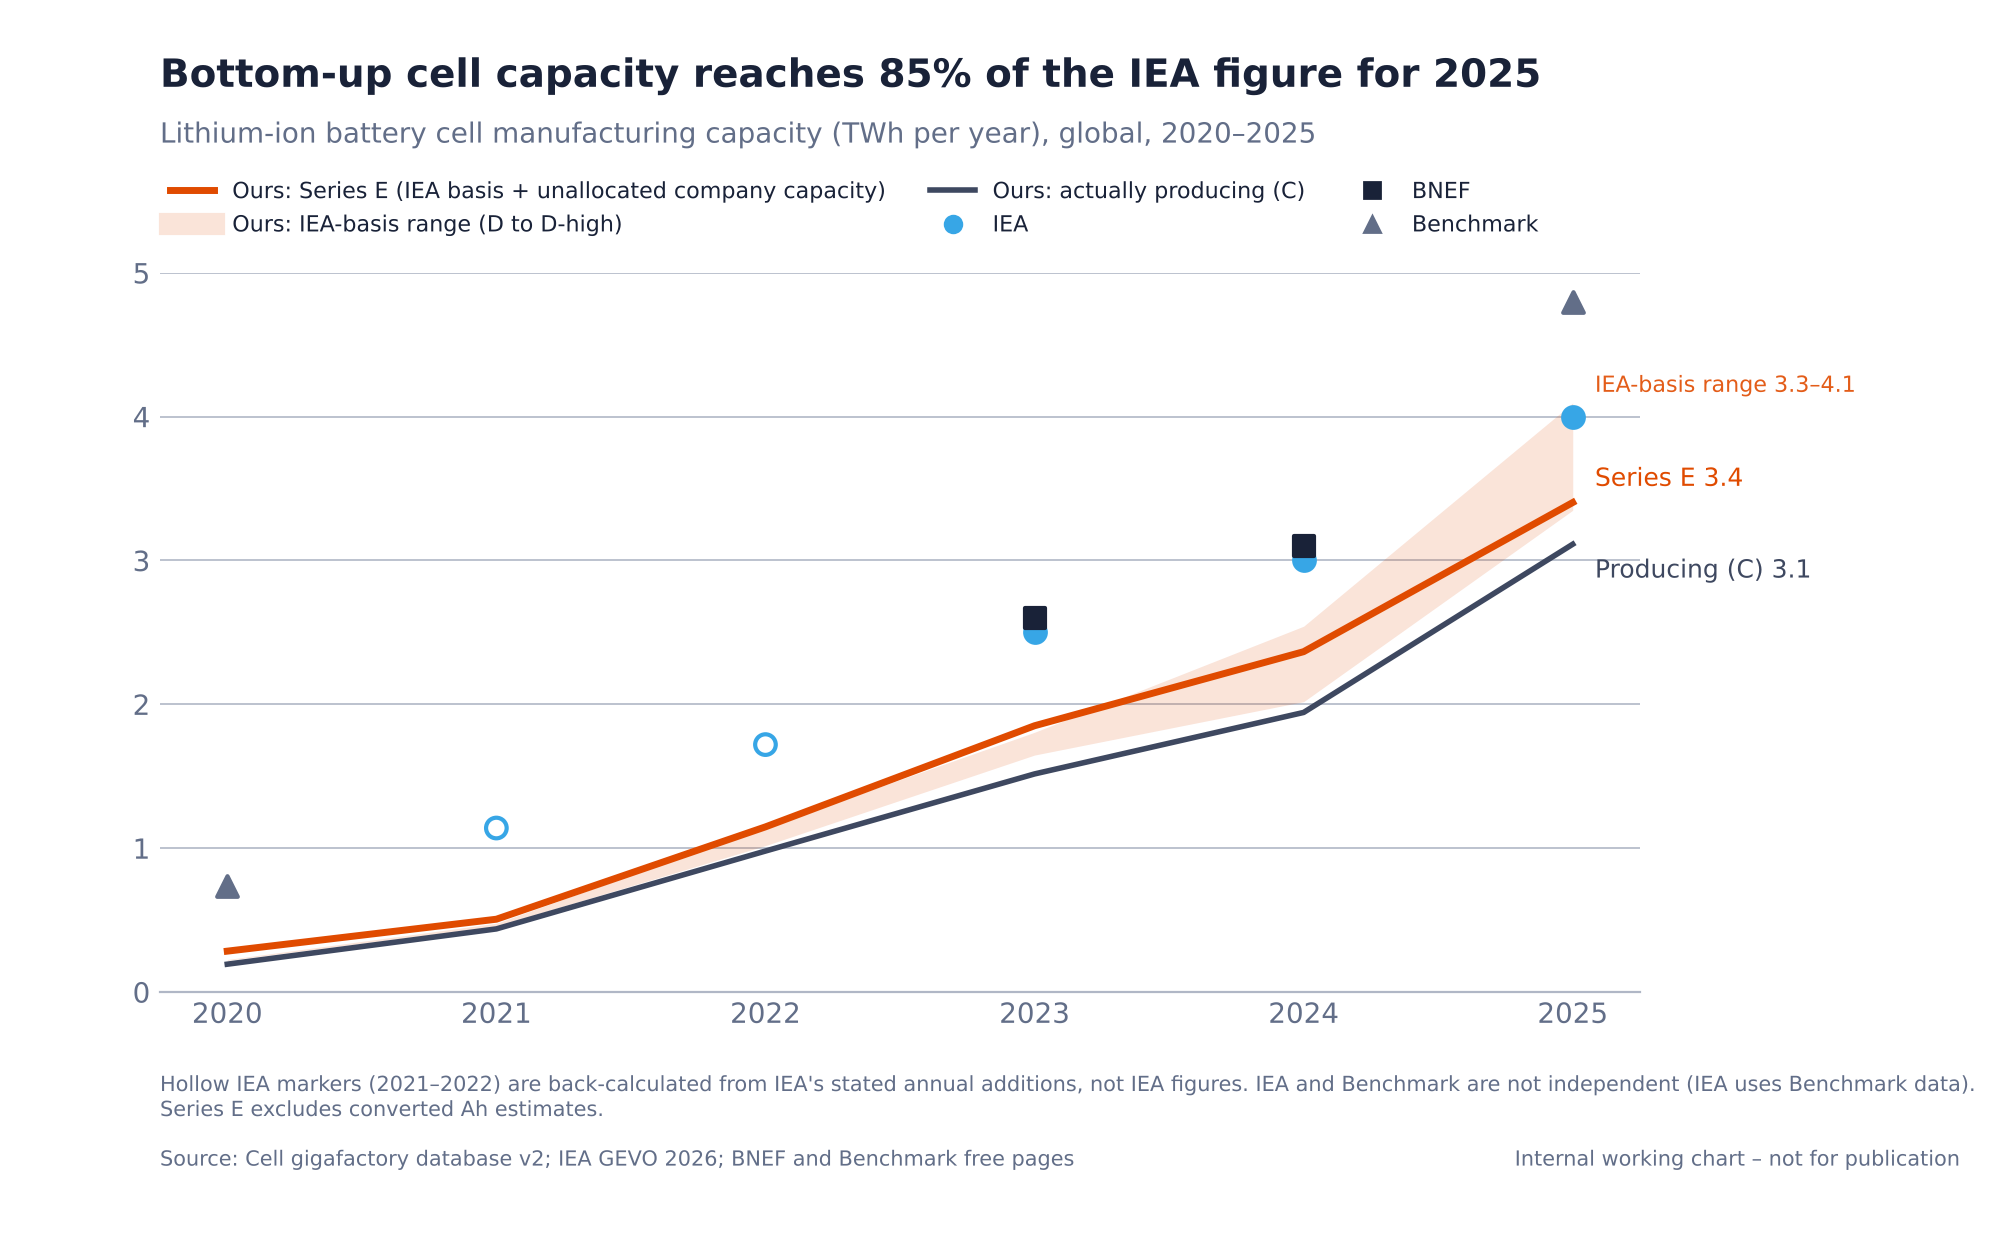 Bottom-up cell capacity reaches 85% of the IEA figure for 2025
Lithium-ion battery cell manufacturing capacity (TWh per year), global, 2020–2025
Ours: Series E (IEA basis + unallocated company capacity)
Ours: IEA-basis range (D to D-high)
Ours: actually producing (C)
IEA
BNEF
Benchmark
5
4
3
2
1
0
IEA-basis range 3.3–4.1
Series E 3.4
Producing (C) 3.1
2020
2021
2022
2023
2024
2025
Hollow IEA markers (2021–2022) are back-calculated from IEA's stated annual additions, not IEA figures. IEA and Benchmark are not independent (IEA uses Benchmark data).
Series E excludes converted Ah estimates.
Source: Cell gigafactory database v2; IEA GEVO 2026; BNEF and Benchmark free pages
Internal working chart – not for publication